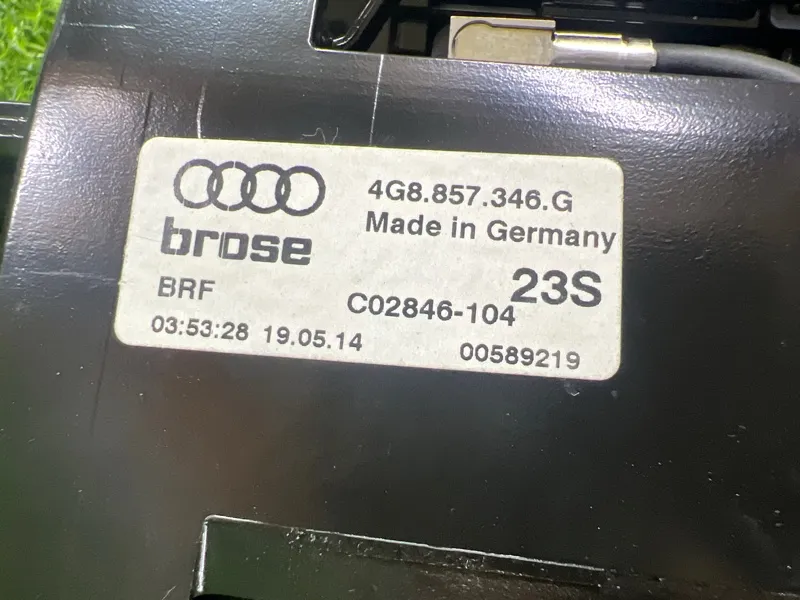 4G8.857.346.G
Made in Germany
brose
23S
BRF
C02846-104
03:53:28 19.05.14
00589219